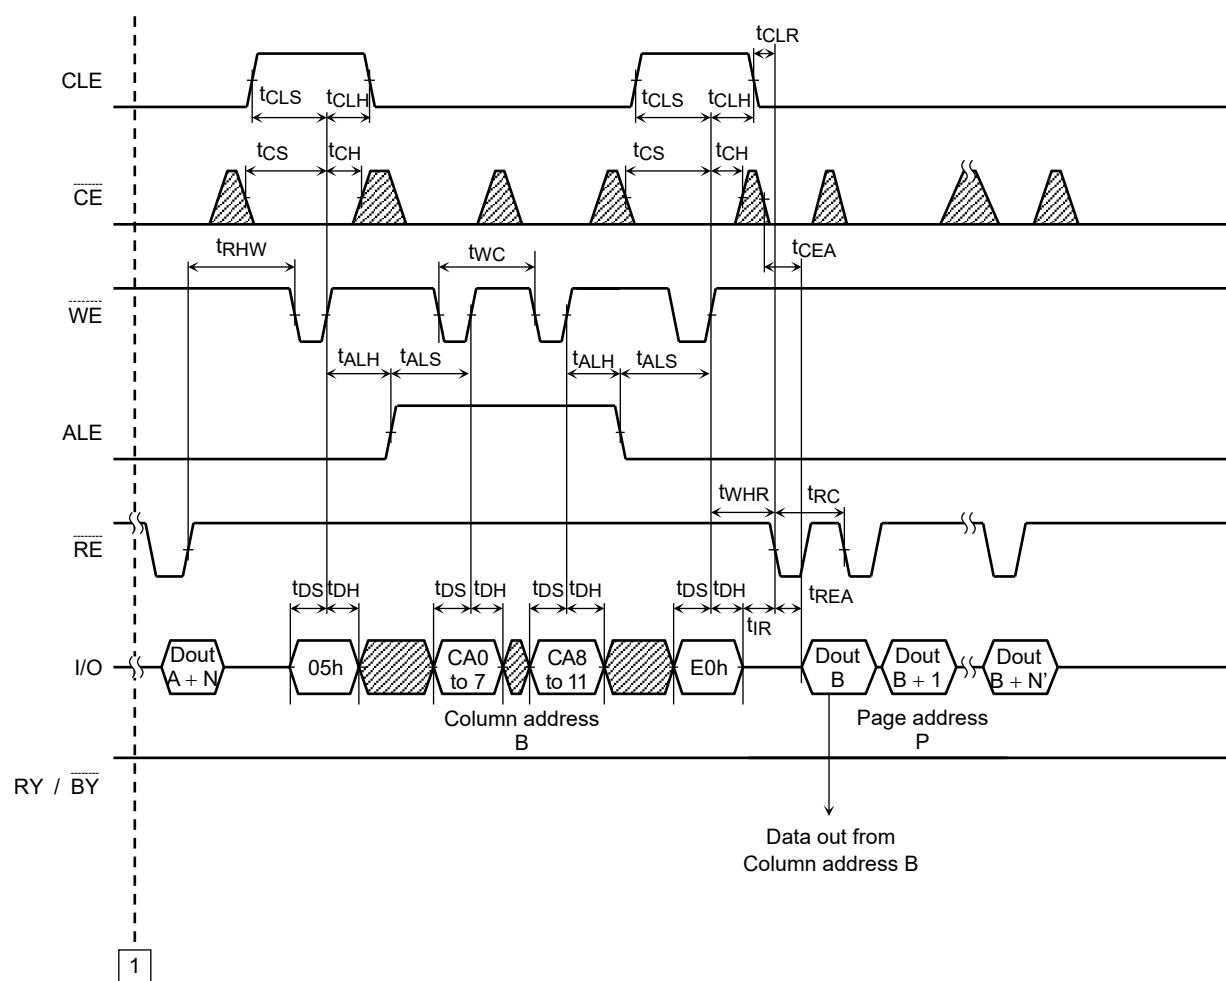 tCLR
CLE
tCLS tCLH tCLS tCLH
tCS tCH tCS tCH
CE
tRHW tWC tCEA
WE
tALH tALS tALH tALS
ALE
tWHR tRC
RE
tDS tDH tDS tDH tDS tDH tDS tDH tREA
tIR
I/O
Dout A + N
05h
CA0 to 7
CA8 to 11
E0h
Dout B
Dout B + 1
Dout B + N’
Column address
B
Page address
P
RY / BY
Data out from
Column address B
1